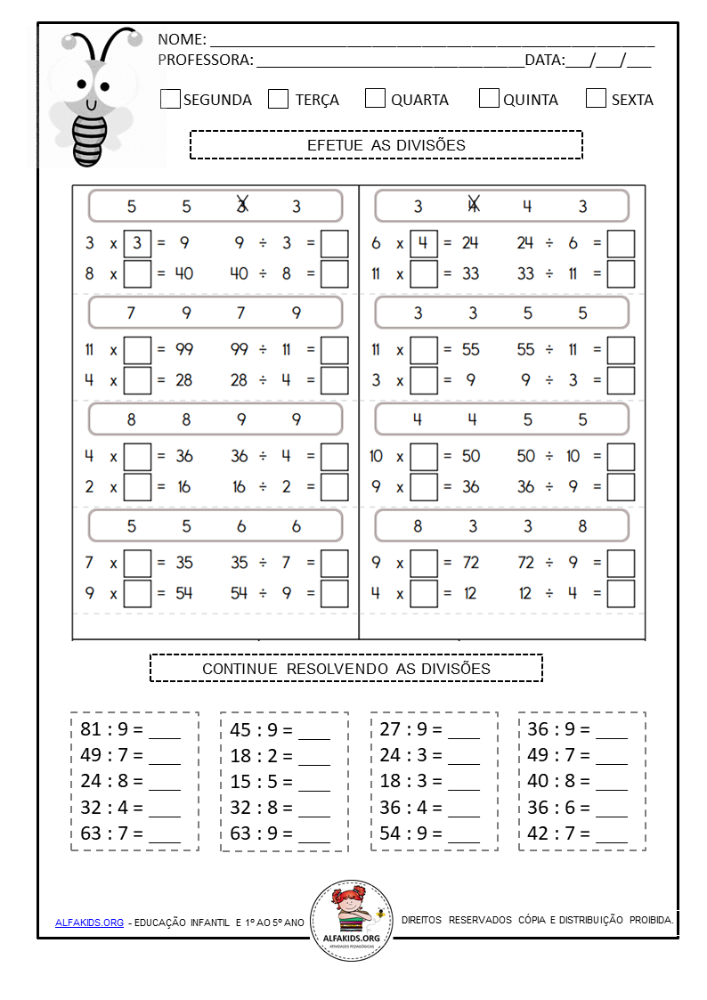 NOME: ___________________________________________________
PROFESSORA: _______________________________DATA:___/___/___
SEGUNDA TERÇA QUARTA QUINTA SEXTA
EFETUE AS DIVISÕES
5 5 3 3
3 x 3 = 9 9 ÷ 3 =
8 x = 40 40 ÷ 8 =
3 4 4 3
6 x 4 = 24 24 ÷ 6 =
11 x = 33 33 ÷ 11 =
7 9 7 9
11 x = 99 99 ÷ 11 =
4 x = 28 28 ÷ 4 =
3 3 5 5
11 x = 55 55 ÷ 11 =
3 x = 9 9 ÷ 3 =
8 8 9 9
4 x = 36 36 ÷ 4 =
2 x = 16 16 ÷ 2 =
4 4 5 5
10 x = 50 50 ÷ 10 =
9 x = 36 36 ÷ 9 =
5 5 6 6
7 x = 35 35 ÷ 7 =
9 x = 54 54 ÷ 9 =
8 3 3 8
9 x = 72 72 ÷ 9 =
4 x = 12 12 ÷ 4 =
CONTINUE RESOLVENDO AS DIVISÕES
81 : 9 = ___
49 : 7 = ___
24 : 8 = ___
32 : 4 = ___
63 : 7 = ___
45 : 9 = ___
18 : 2 = ___
15 : 5 = ___
32 : 8 = ___
63 : 9 = ___
27 : 9 = ___
24 : 3 = ___
18 : 3 = ___
36 : 4 = ___
54 : 9 = ___
36 : 9 = ___
49 : 7 = ___
40 : 8 = ___
36 : 6 = ___
42 : 7 = ___
ALFAKIDS.ORG - EDUCAÇÃO INFANTIL E 1º AO 5º ANO
ALFAKIDS.ORG
ATIVIDADES PEDAGÓGICAS
DIREITOS RESERVADOS CÓPIA E DISTRIBUIÇÃO PROIBIDA.